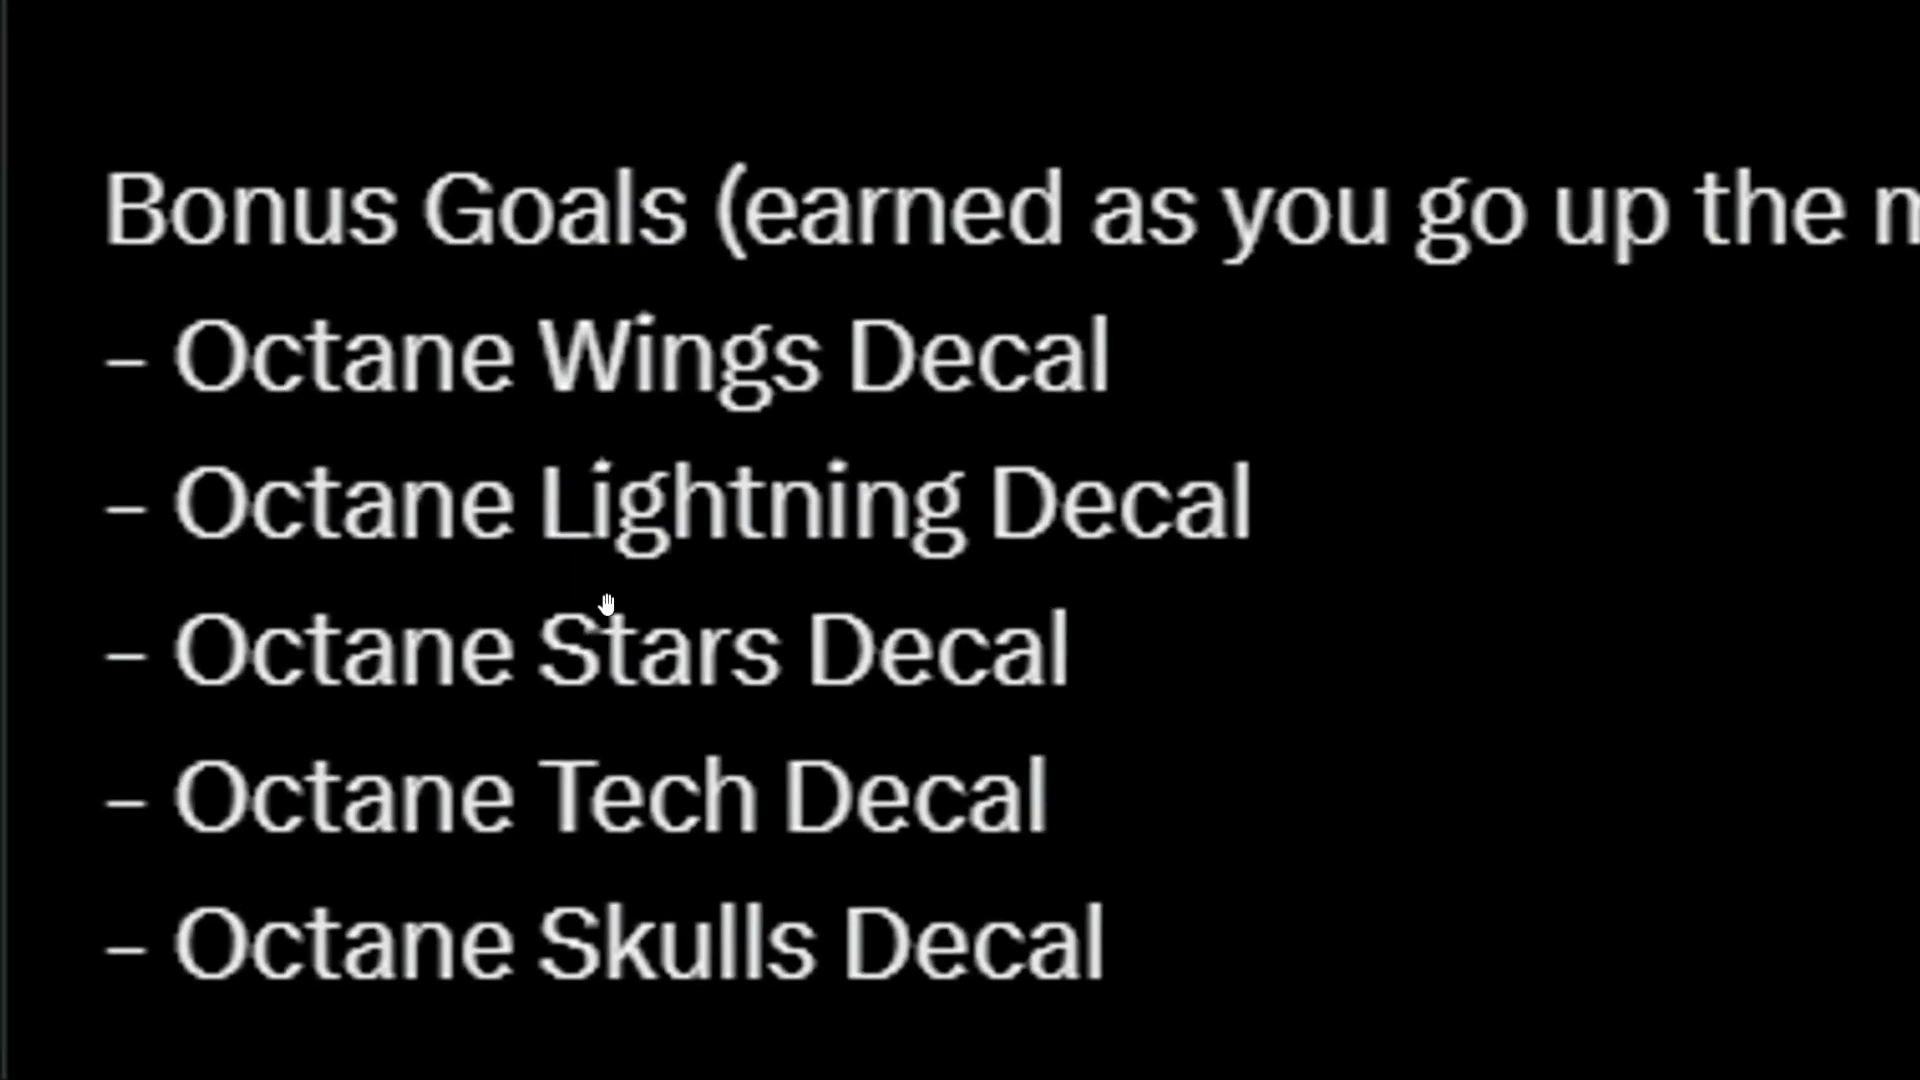 Bonus Goals (earned as you go up the
– Octane Wings Decal
– Octane Lightning Decal
– Octane Stars Decal
– Octane Tech Decal
– Octane Skulls Decal